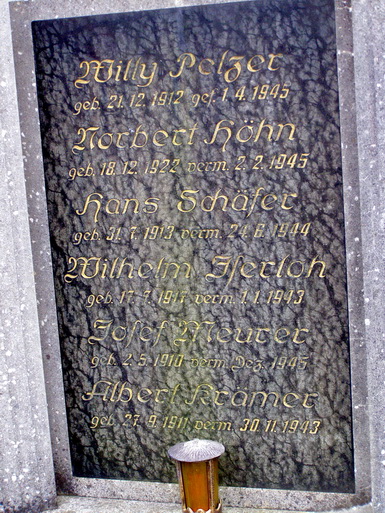 Willy Pelzer
geb. 21. 12. 1912 gef. 1. 4. 1945
Norbert Höhn
geb. 18. 12. 1922 verm. 2. 2. 1945
Hans Schäfer
geb. 31. 7. 1913 verm. 24. 8. 1944
Wilhelm Iserloh
geb. 17. 7. 1917 verm. 1. 1. 1943
Josef Meurer
geb. 2. 5. 1910 verm. Dez. 1945
Albert Krämer
geb. 27. 9. 1911 verm. 30. 11. 1943